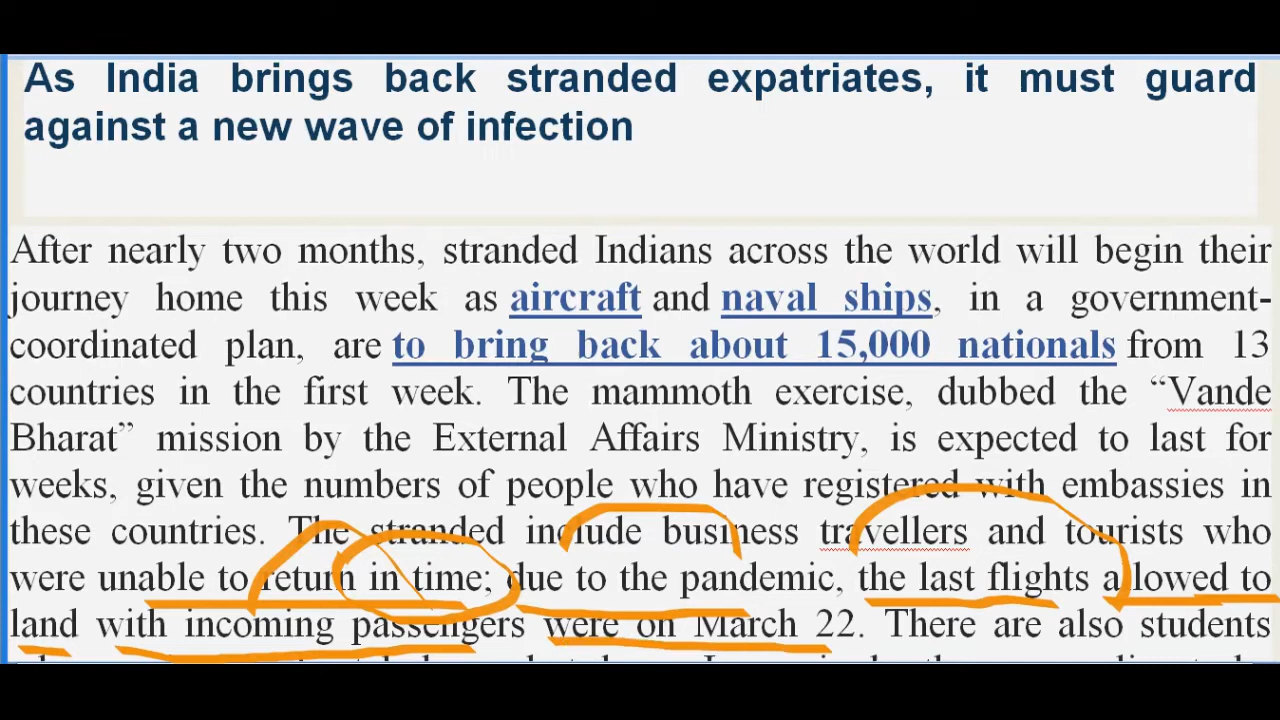 As India brings back stranded expatriates, it must guard
against a new wave of infection
After nearly two months, stranded Indians across the world will begin their
journey home this week as aircraft and naval ships, in a government-
coordinated plan, are to bring back about 15,000 nationals from 13
countries in the first week. The mammoth exercise, dubbed the “Vande
Bharat” mission by the External Affairs Ministry, is expected to last for
weeks, given the numbers of people who have registered with embassies in
these countries. The stranded include business travellers and tourists who
were unable to return in time; due to the pandemic, the last flights allowed to
land with incoming passengers were on March 22. There are also students